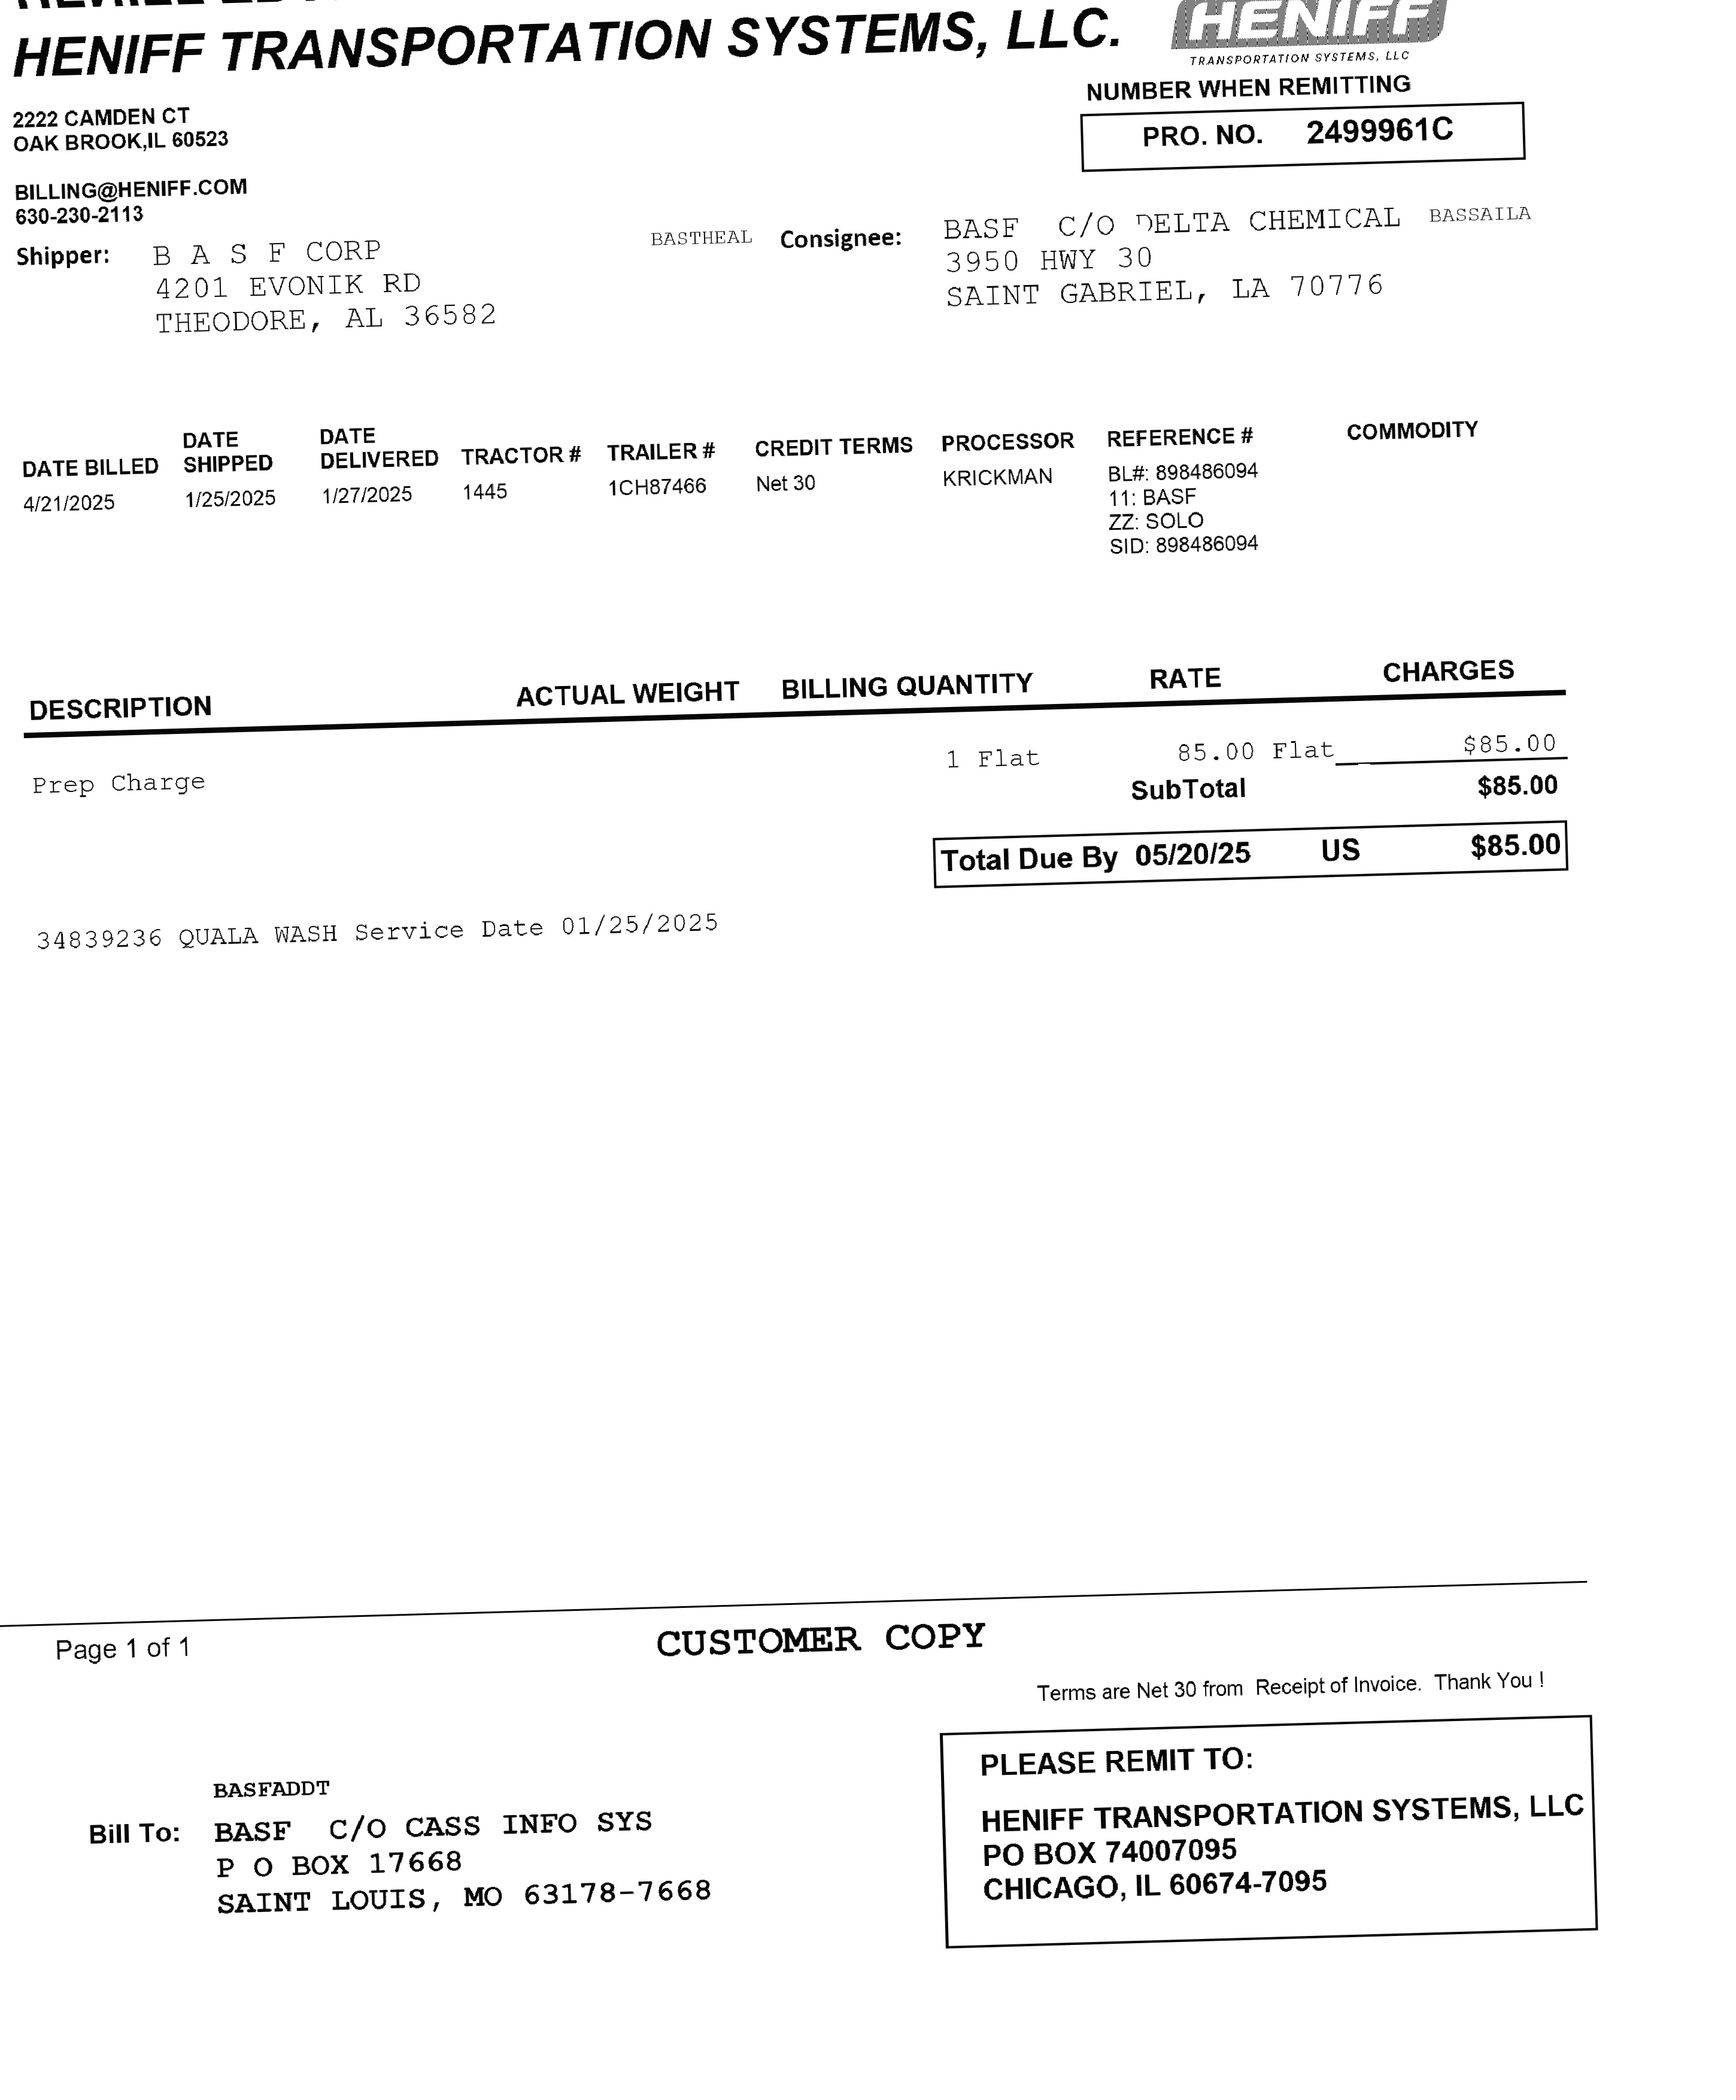 HENIFF TRANSPORTATION SYSTEMS, LLC.
HENIFF
TRANSPORTATION SYSTEMS, LLC
NUMBER WHEN REMITTING
PRO. NO. 2499961C
2222 CAMDEN CT
OAK BROOK,IL 60523
BILLING@HENIFF.COM
630-230-2113
Shipper: B A S F CORP BASTHEAL
4201 EVONIK RD
THEODORE, AL 36582
Consignee: BASF C/O DELTA CHEMICAL BASSAILA
3950 HWY 30
SAINT GABRIEL, LA 70776
DATE BILLED DATE SHIPPED DATE DELIVERED TRACTOR # TRAILER # CREDIT TERMS PROCESSOR REFERENCE # COMMODITY
4/21/2025 1/25/2025 1/27/2025 1445 1CH87466 Net 30 KRICKMAN BL#: 898486094
11: BASF
ZZ: SOLO
SID: 898486094
DESCRIPTION ACTUAL WEIGHT BILLING QUANTITY RATE CHARGES
Prep Charge 1 Flat 85.00 Flat $85.00
SubTotal $85.00
Total Due By 05/20/25 US $85.00
34839236 QUALA WASH Service Date 01/25/2025
Page 1 of 1
CUSTOMER COPY
Terms are Net 30 from Receipt of Invoice. Thank You !
BASFADDT
Bill To: BASF C/O CASS INFO SYS
P O BOX 17668
SAINT LOUIS, MO 63178-7668
PLEASE REMIT TO:
HENIFF TRANSPORTATION SYSTEMS, LLC
PO BOX 74007095
CHICAGO, IL 60674-7095